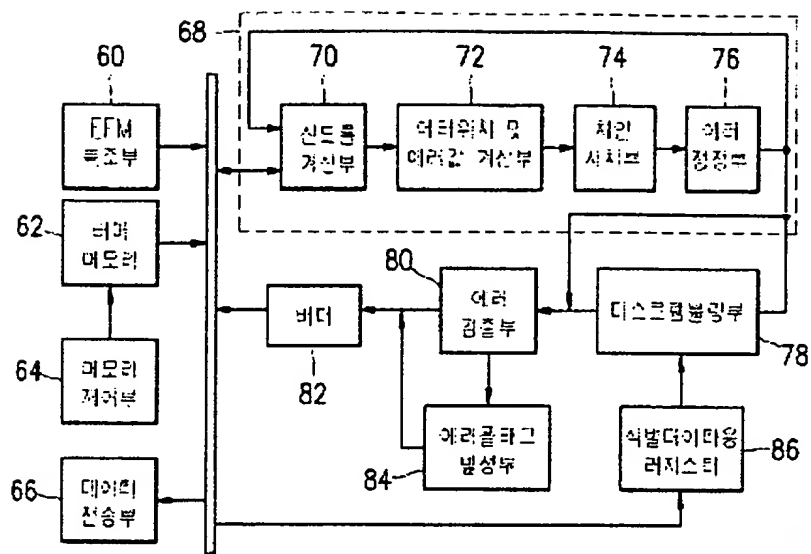 68
60
70
72
74
76
EFM
복조부
신드롬
계산부
에러위치 및
에러값 계산부
체인
서치부
에러
정정부
62
버퍼
메모리
80
에러
검출부
디스크램블링부
78
버퍼
82
64
메모리
제어부
에러플래그
발생부
84
식별데이타용
레지스터
86
66
데이터
전송부